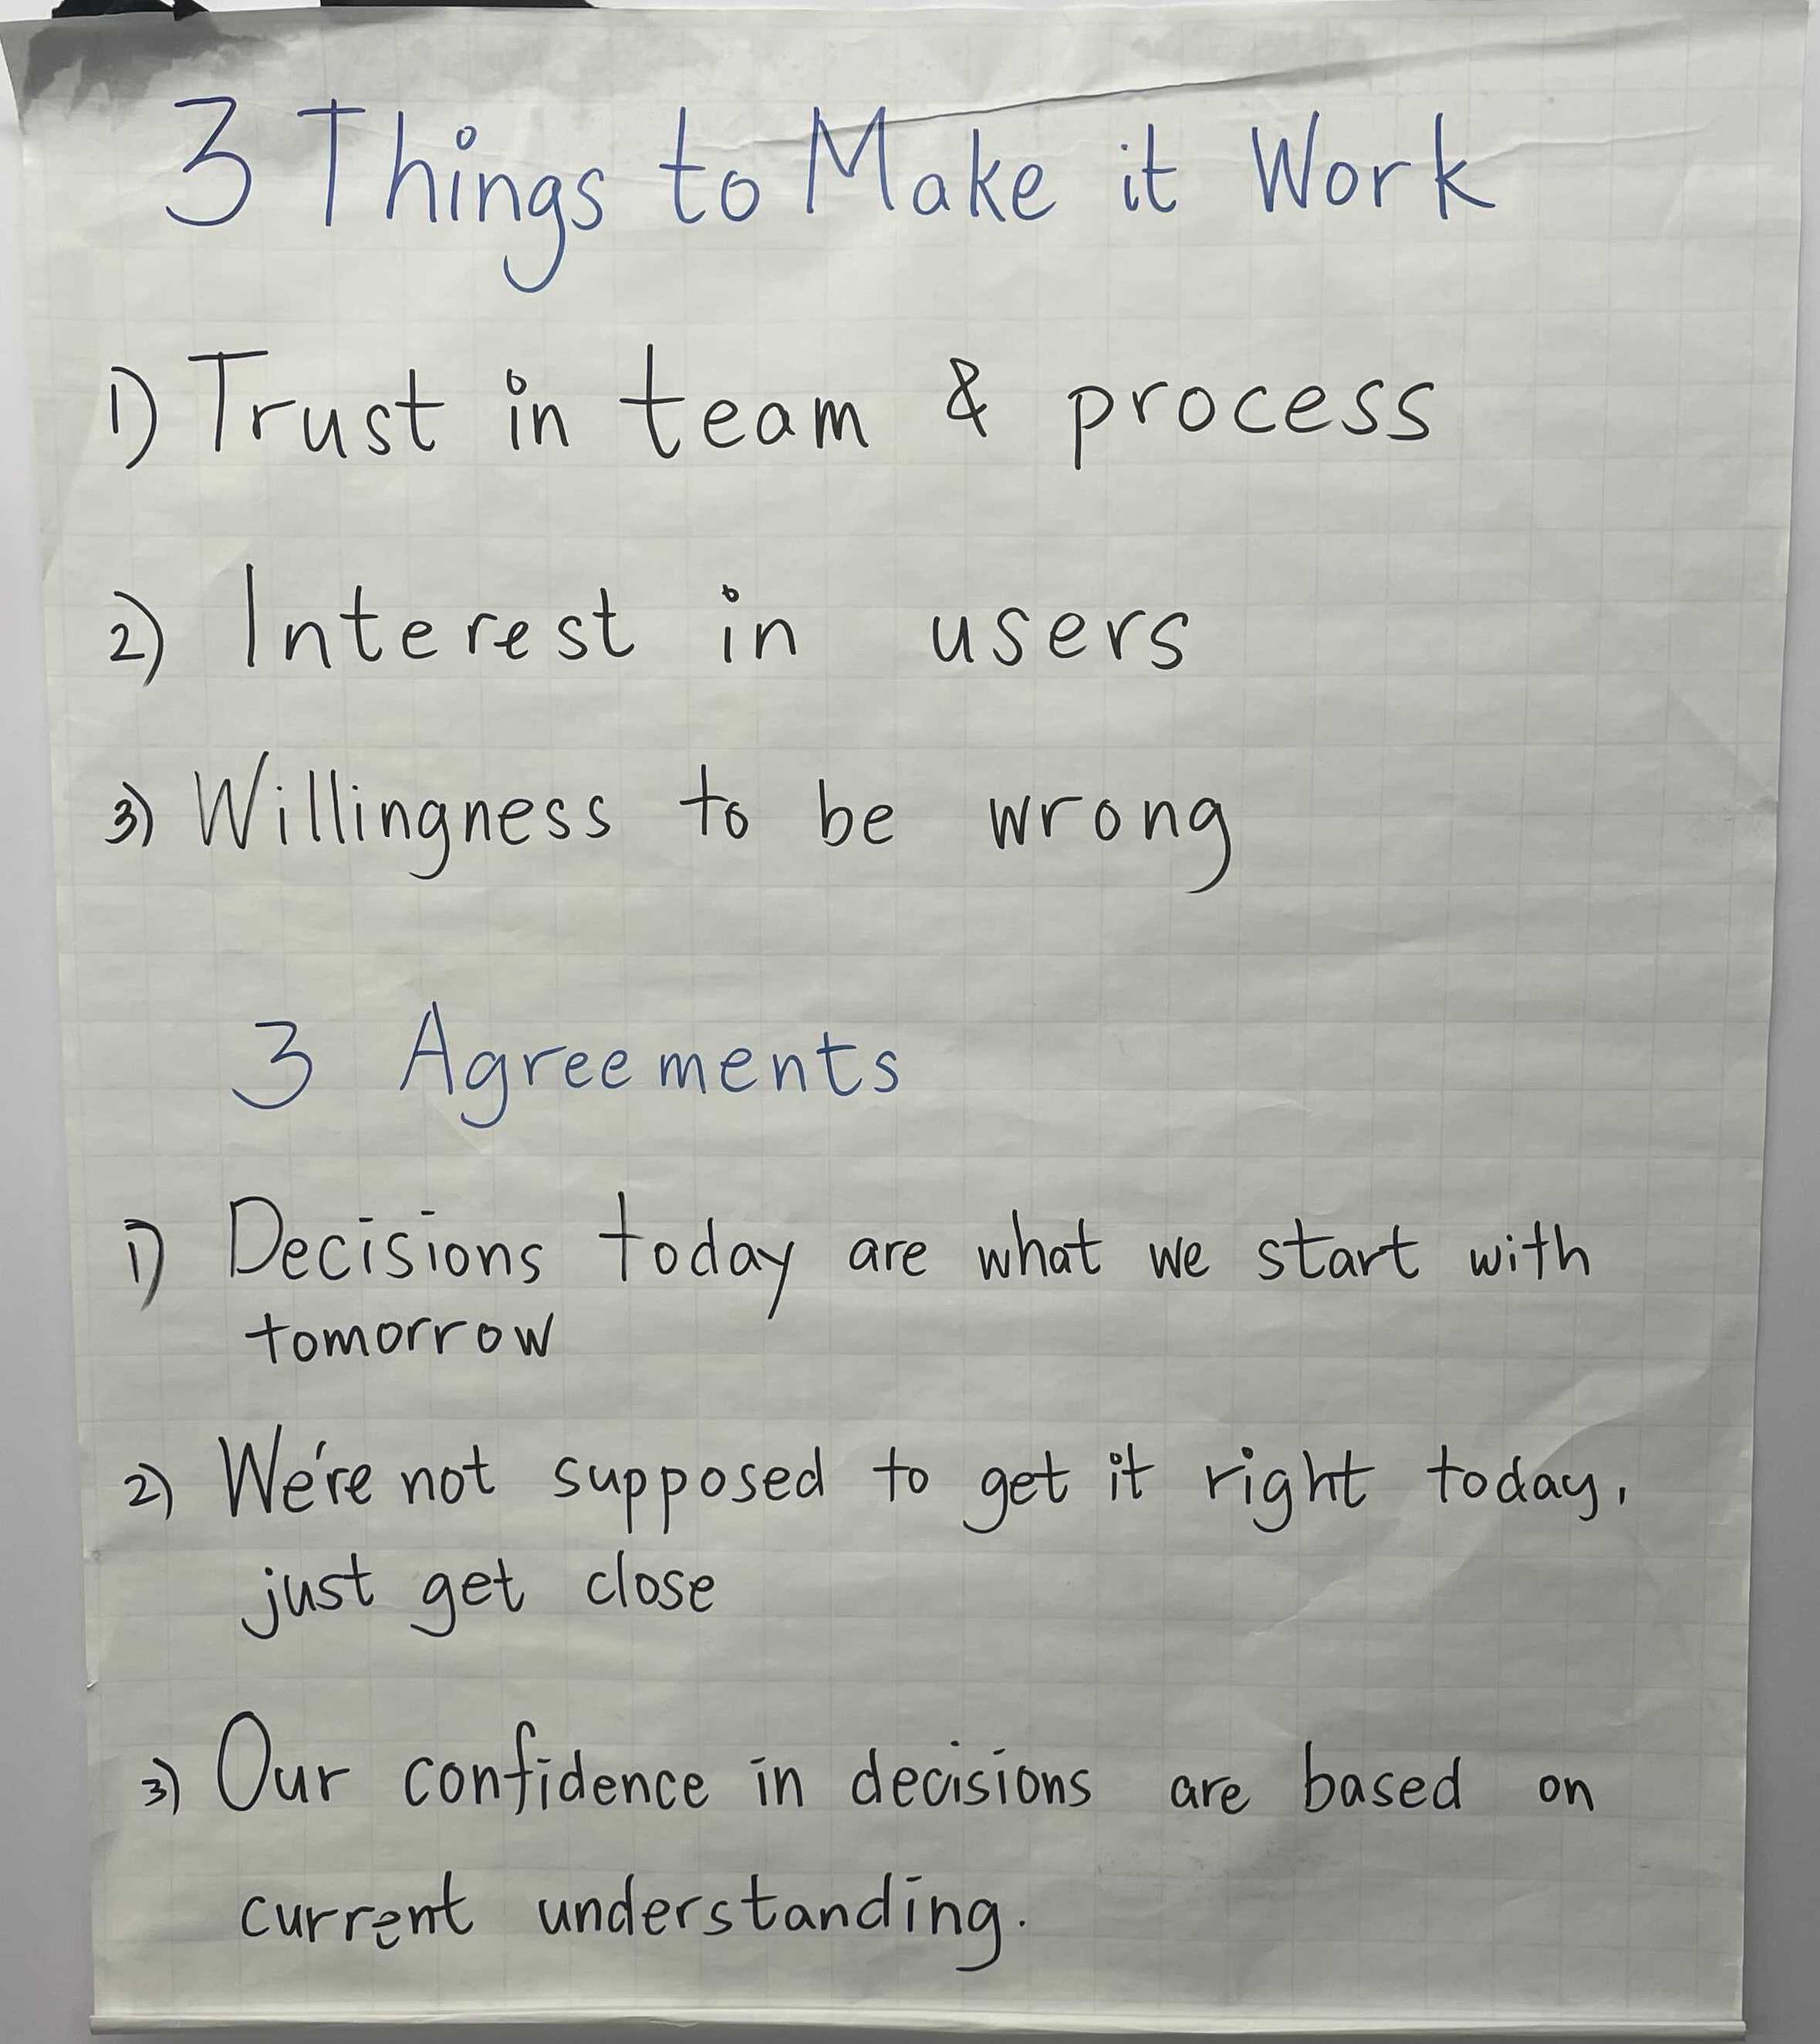 3 Things to Make it Work
1) Trust in team & process
2) Interest in users
3) Willingness to be wrong
3 Agreements
1) Decisions today are what we start with
tomorrow
2) We're not supposed to get it right today,
just get close
3) Our confidence in decisions are based on
current understanding.